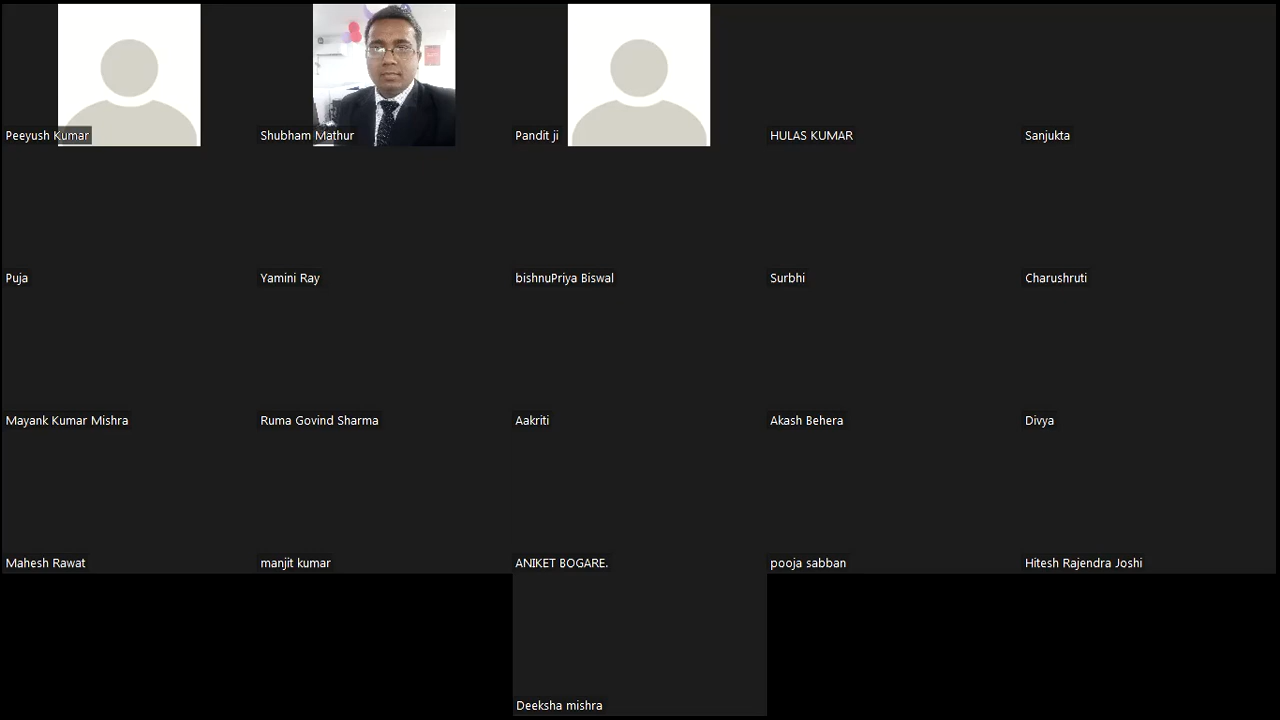 Peeyush Kumar
Shubham Mathur
Pandit ji
HULAS KUMAR
Sanjukta
Puja
Yamini Ray
bishnuPriya Biswal
Surbhi
Charushruti
Mayank Kumar Mishra
Ruma Govind Sharma
Aakriti
Akash Behera
Divya
Mahesh Rawat
manjit kumar
ANIKET BOGARE.
pooja sabban
Hitesh Rajendra Joshi
Deeksha mishra